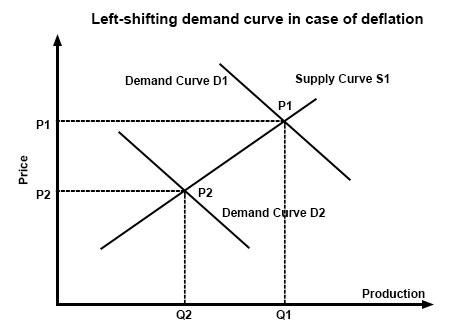 Left-shifting demand curve in case of deflation
Demand Curve D1
Supply Curve S1
P1
P1
Price
P2
P2
Demand Curve D2
Production
Q2
Q1